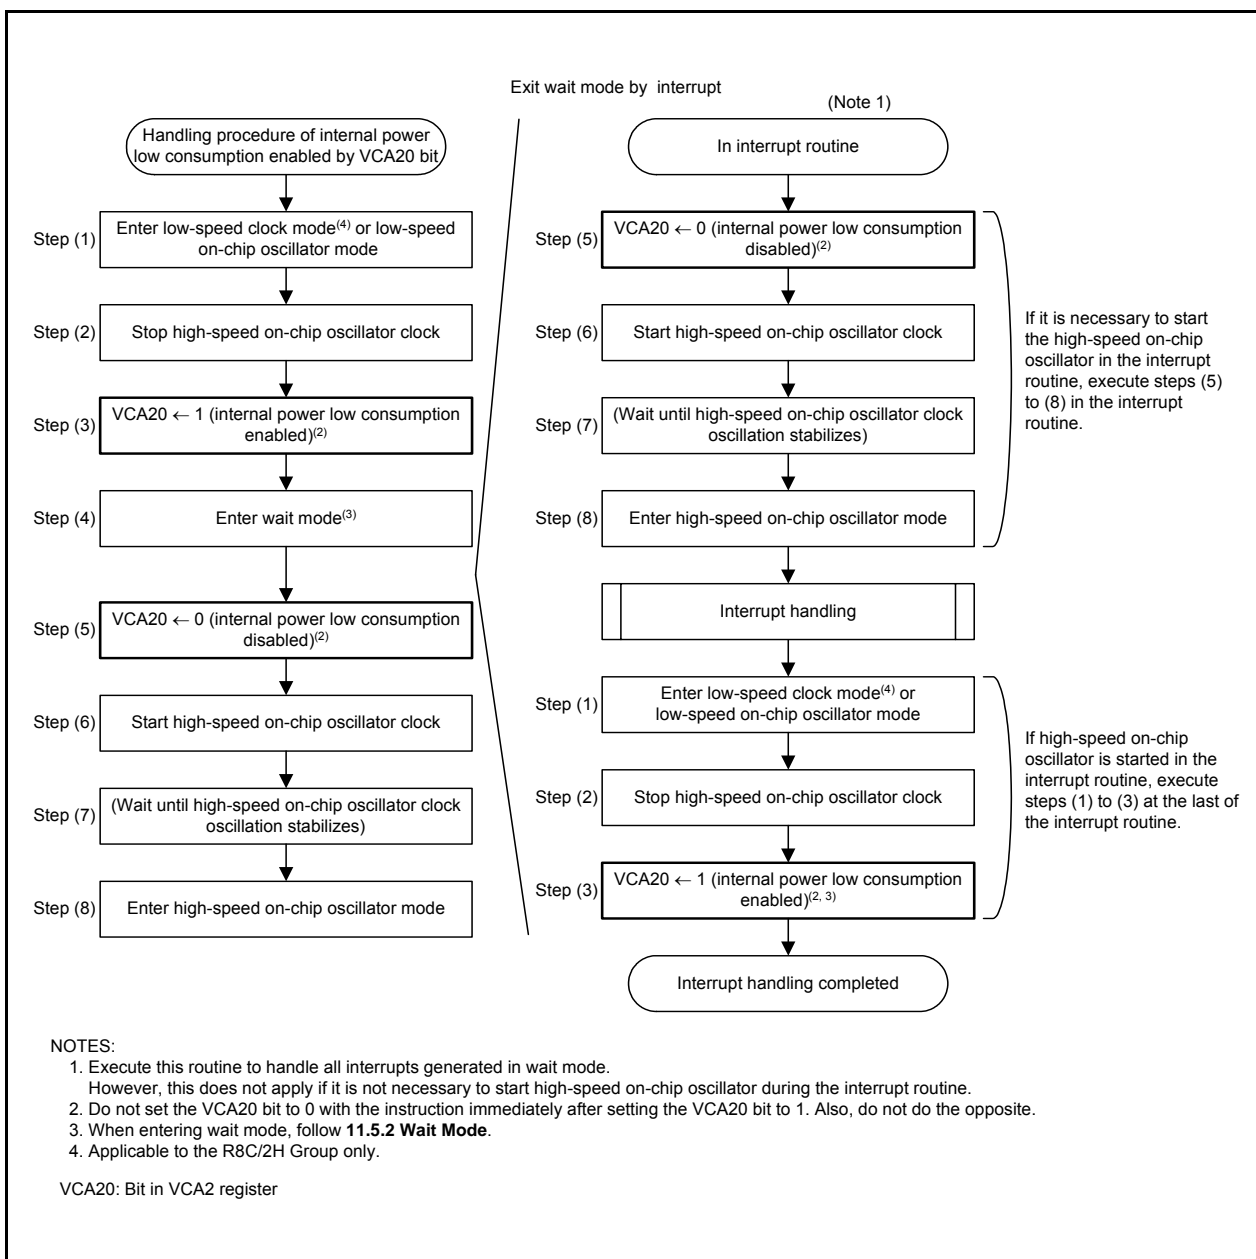 Exit wait mode by interrupt
(Note 1)
Handling procedure of internal power
low consumption enabled by VCA20 bit
Step (1)
Enter low-speed clock mode(4) or low-speed
on-chip oscillator mode
Step (2)
Stop high-speed on-chip oscillator clock
Step (3)
VCA20 ← 1 (internal power low consumption
enabled)(2)
Step (4)
Enter wait mode(3)
Step (5)
VCA20 ← 0 (internal power low consumption
disabled)(2)
Step (6)
Start high-speed on-chip oscillator clock
Step (7)
(Wait until high-speed on-chip oscillator clock
oscillation stabilizes)
Step (8)
Enter high-speed on-chip oscillator mode
In interrupt routine
Step (5)
VCA20 ← 0 (internal power low consumption
disabled)(2)
Step (6)
Start high-speed on-chip oscillator clock
Step (7)
(Wait until high-speed on-chip oscillator clock
oscillation stabilizes)
Step (8)
Enter high-speed on-chip oscillator mode
If it is necessary to start
the high-speed on-chip
oscillator in the interrupt
routine, execute steps (5)
to (8) in the interrupt
routine.
Interrupt handling
Step (1)
Enter low-speed clock mode(4) or
low-speed on-chip oscillator mode
Step (2)
Stop high-speed on-chip oscillator clock
Step (3)
VCA20 ← 1 (internal power low consumption
enabled)(2, 3)
If high-speed on-chip
oscillator is started in the
interrupt routine, execute
steps (1) to (3) at the last of
the interrupt routine.
Interrupt handling completed
NOTES:
1. Execute this routine to handle all interrupts generated in wait mode.
However, this does not apply if it is not necessary to start high-speed on-chip oscillator during the interrupt routine.
2. Do not set the VCA20 bit to 0 with the instruction immediately after setting the VCA20 bit to 1. Also, do not do the opposite.
3. When entering wait mode, follow 11.5.2 Wait Mode.
4. Applicable to the R8C/2H Group only.
VCA20: Bit in VCA2 register